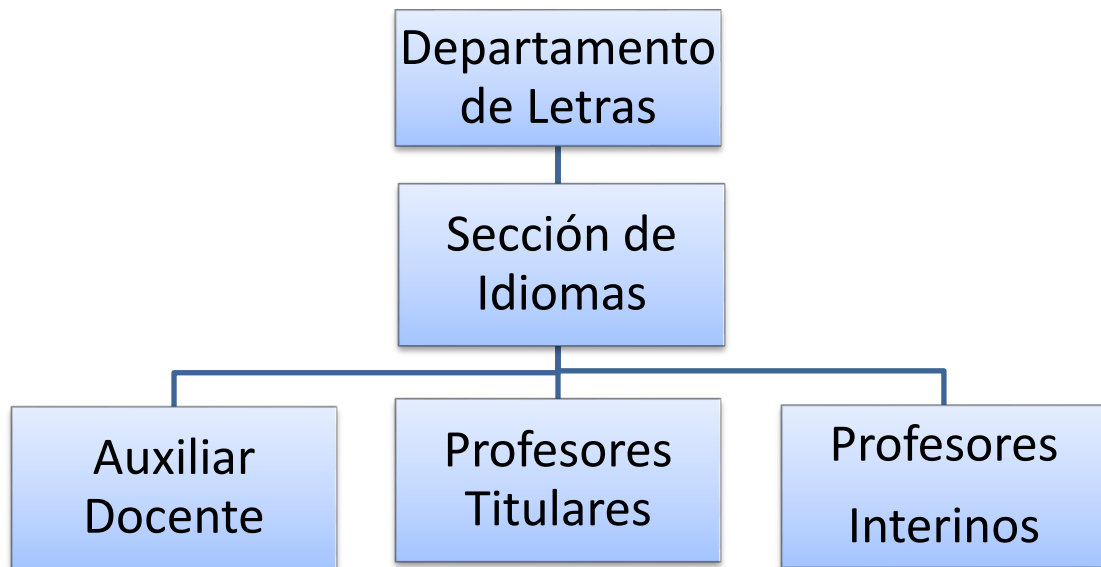 Departamento
de Letras
Sección de
Idiomas
Auxiliar
Docente
Profesores
Titulares
Profesores
Interinos